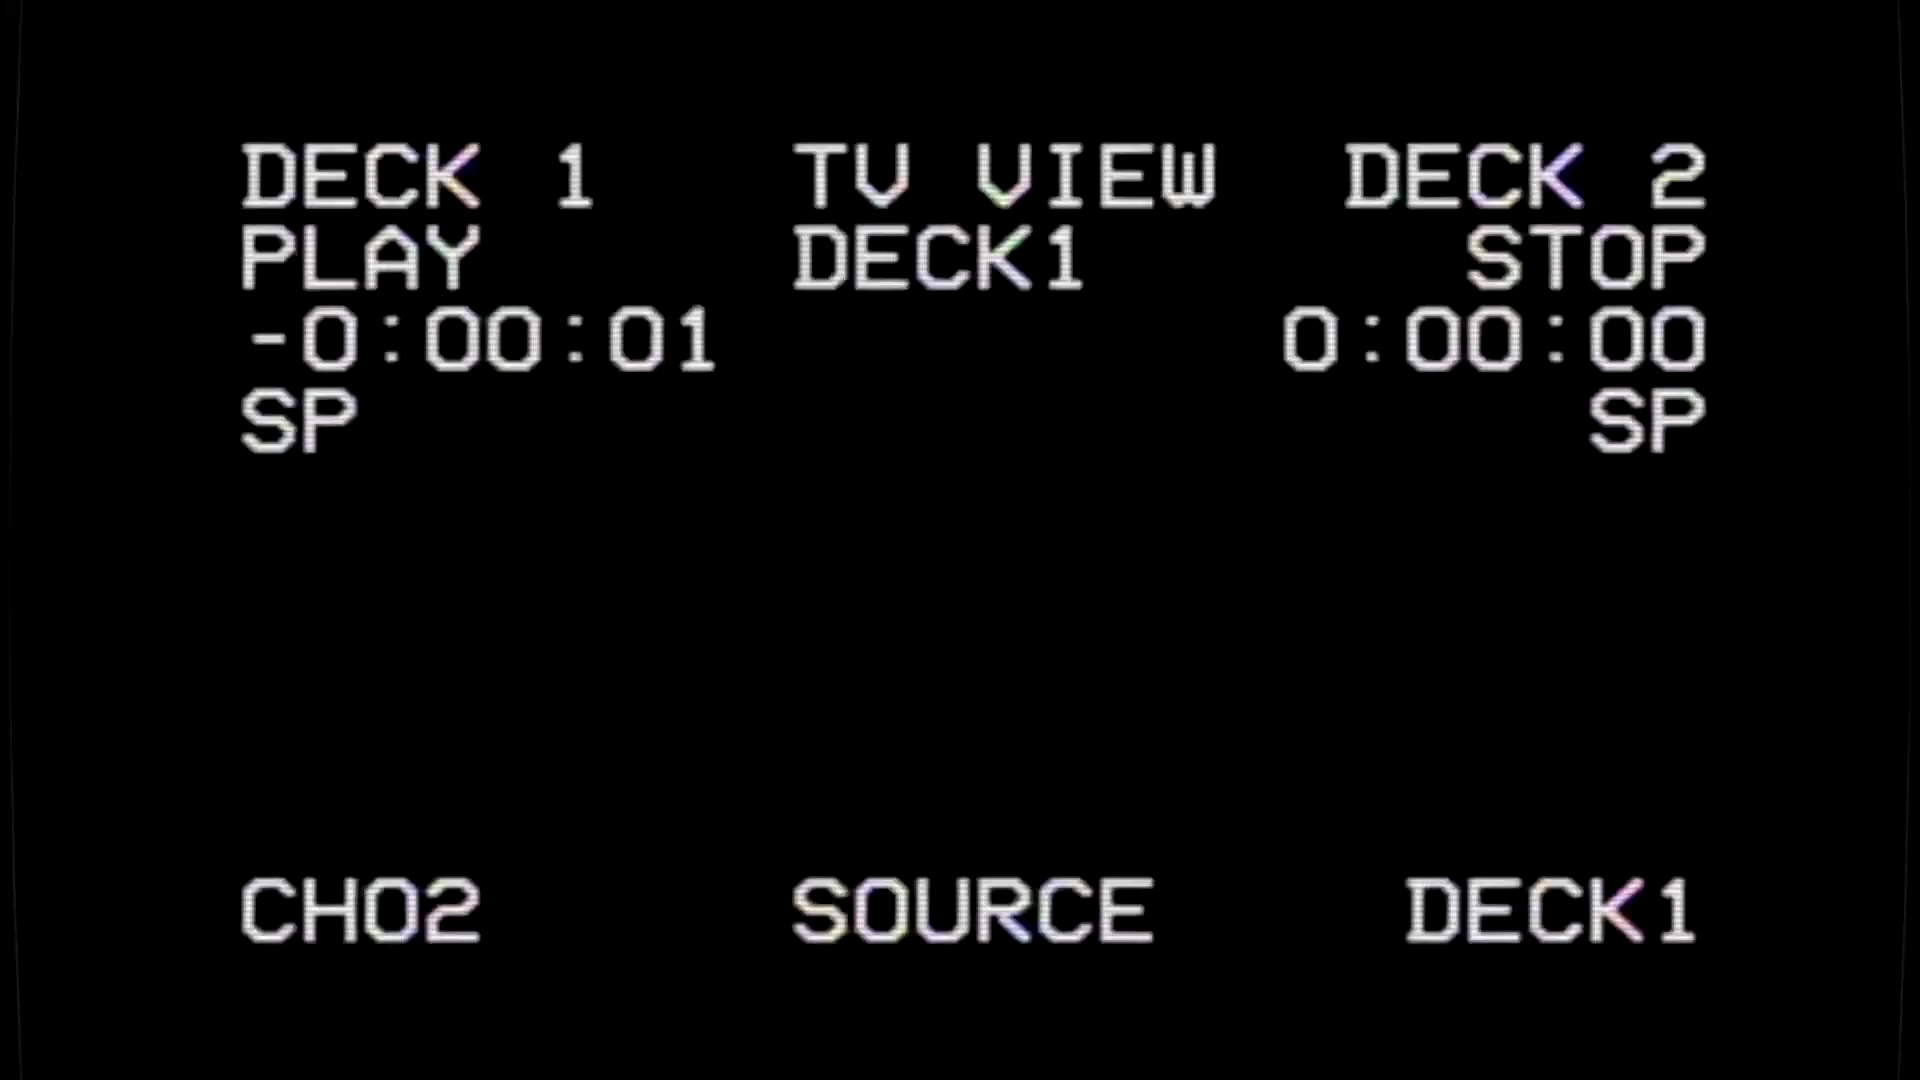 DECK 1 TV VIEW DECK 2
PLAY DECK1 STOP
-0:00:01 0:00:00
SP SP
CH02 SOURCE DECK1